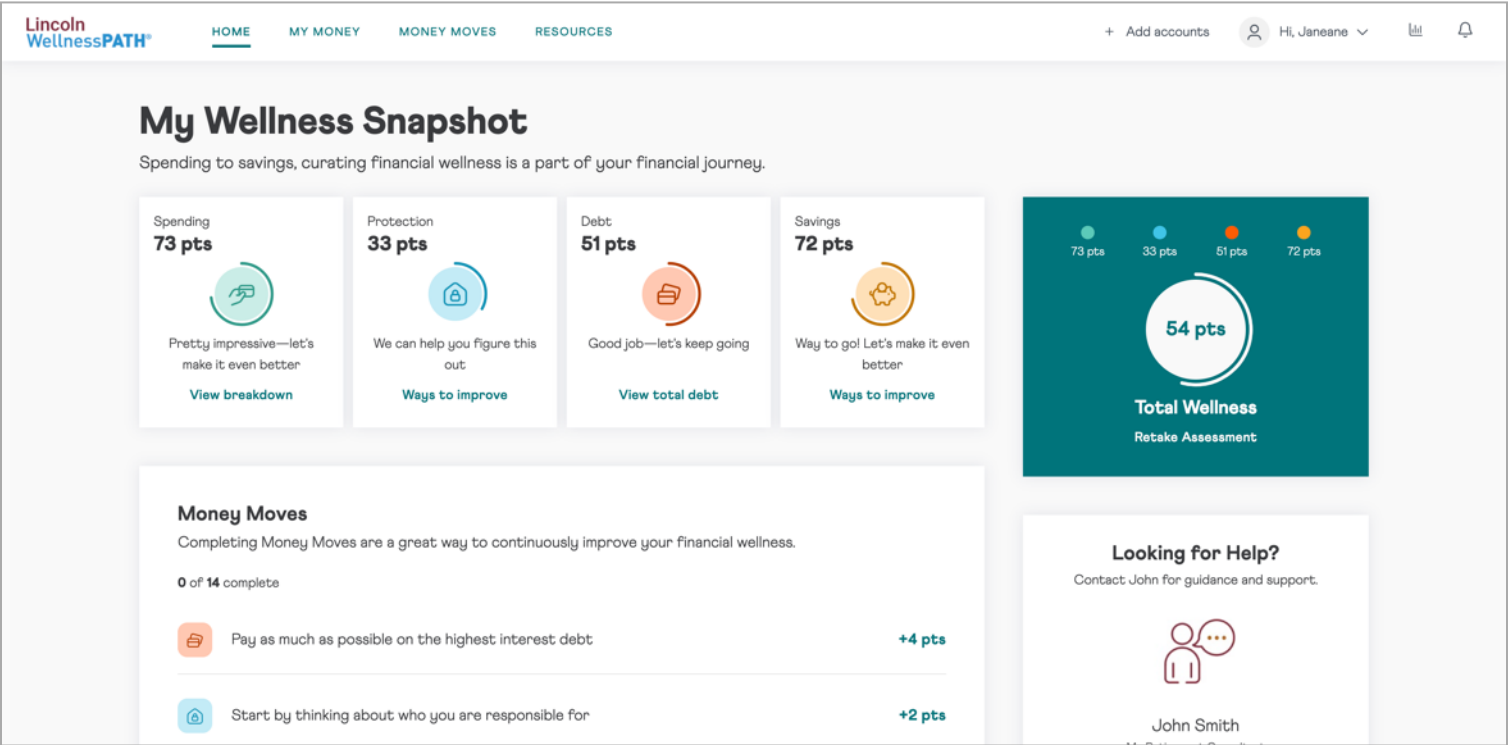 Lincoln
WellnessPATH®
HOME
MY MONEY
MONEY MOVES
RESOURCES
+ Add accounts
Hi, Janeane
My Wellness Snapshot
Spending to savings, curating financial wellness is a part of your financial journey.
Spending
73 pts
Pretty impressive—let's
make it even better
View breakdown
Protection
33 pts
We can help you figure this
out
Ways to improve
Debt
51 pts
Good job—let's keep going
View total debt
Savings
72 pts
Way to go! Let's make it even
better
Ways to improve
73 pts
33 pts
51 pts
72 pts
54 pts
Total Wellness
Retake Assessment
Money Moves
Completing Money Moves are a great way to continuously improve your financial wellness.
0 of 14 complete
Pay as much as possible on the highest interest debt
+4 pts
Start by thinking about who you are responsible for
+2 pts
Looking for Help?
Contact John for guidance and support.
John Smith